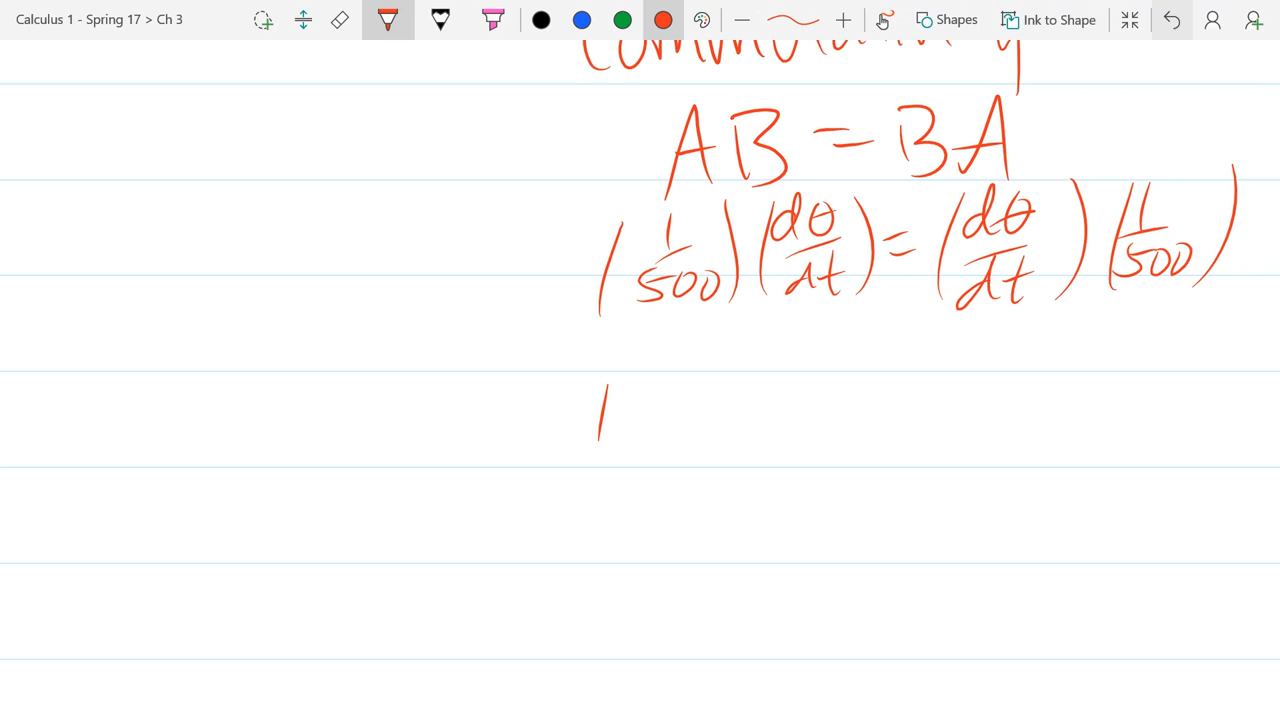 Calculus 1 - Spring 17 > Ch 3 Shapes Ink to Shape
AB = BA
(1/500)(dθ/dt) = (dθ/dt)(1/500)
(